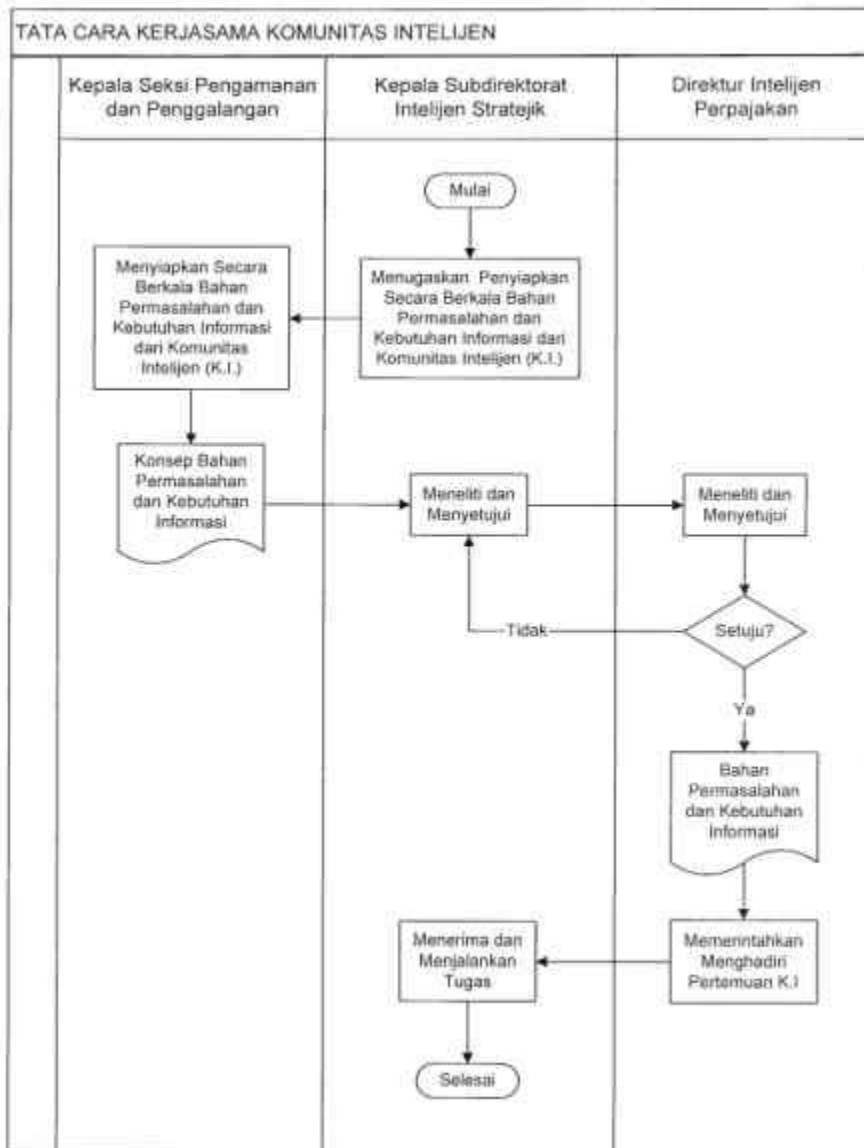 TATA CARA KERJASAMA KOMUNITAS INTELIJEN
Kepala Seksi Pengamanan
dan Penggalangan
Kepala Subdirektorat
Intelijen Stratejik
Direktur Intelijen
Perpajakan
Mulai
Menugaskan Penyiapkan
Secara Berkala Bahan
Permasalahan dan
Kebutuhan Informasi dari
Komunitas Intelijen (K.I.)
Menyiapkan Secara
Berkala Bahan
Permasalahan dan
Kebutuhan Informasi
dari Komunitas
Intelijen (K.I.)
Konsep Bahan
Permasalahan
dan Kebutuhan
Informasi
Meneliti dan
Menyetujui
Meneliti dan
Menyetujui
Setuju?
Tidak
Ya
Bahan
Permasalahan
dan Kebutuhan
Informasi
Memerintahkan
Menghadiri
Pertemuan K.I
Menerima dan
Menjalankan
Tugas
Selesai